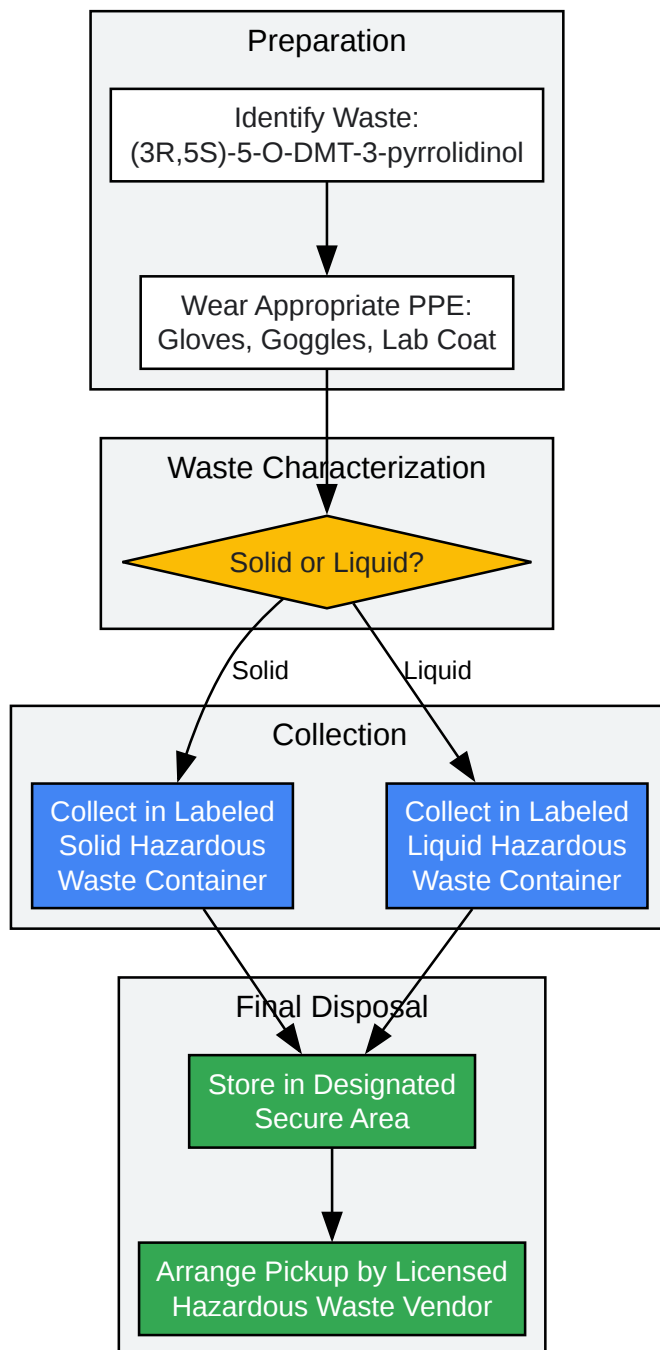 Preparation
Identify Waste:
(3R,5S)-5-O-DMT-3-pyrrolidinol
Wear Appropriate PPE:
Gloves, Goggles, Lab Coat
Waste Characterization
Solid or Liquid?
Solid
Liquid
Collection
Collect in Labeled
Solid Hazardous
Waste Container
Collect in Labeled
Liquid Hazardous
Waste Container
Final Disposal
Store in Designated
Secure Area
Arrange Pickup by Licensed
Hazardous Waste Vendor